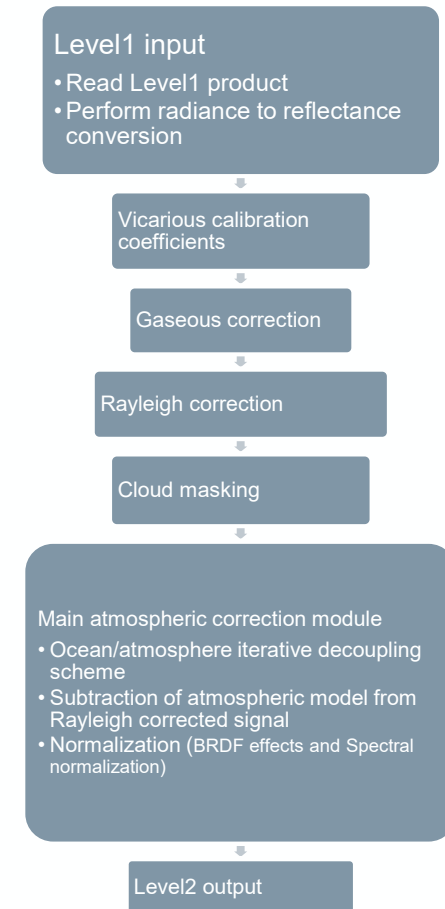 Level1 input
• Read Level1 product
• Perform radiance to reflectance
conversion
Vicarious calibration
coefficients
Gaseous correction
Rayleigh correction
Cloud masking
Main atmospheric correction module
• Ocean/atmosphere iterative decoupling
scheme
• Subtraction of atmospheric model from
Rayleigh corrected signal
• Normalization (BRDF effects and Spectral
normalization)
Level2 output